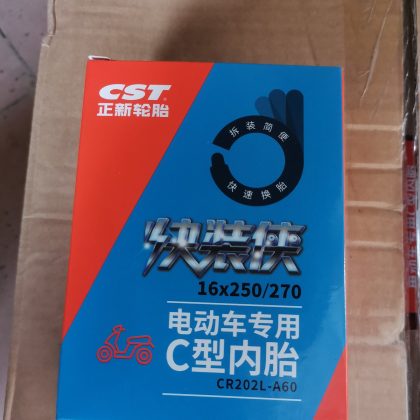 CST
正新轮胎
拆装简便
快速换胎
快装侠
16x250/270
电动车专用
C型内胎
CR202L-A60